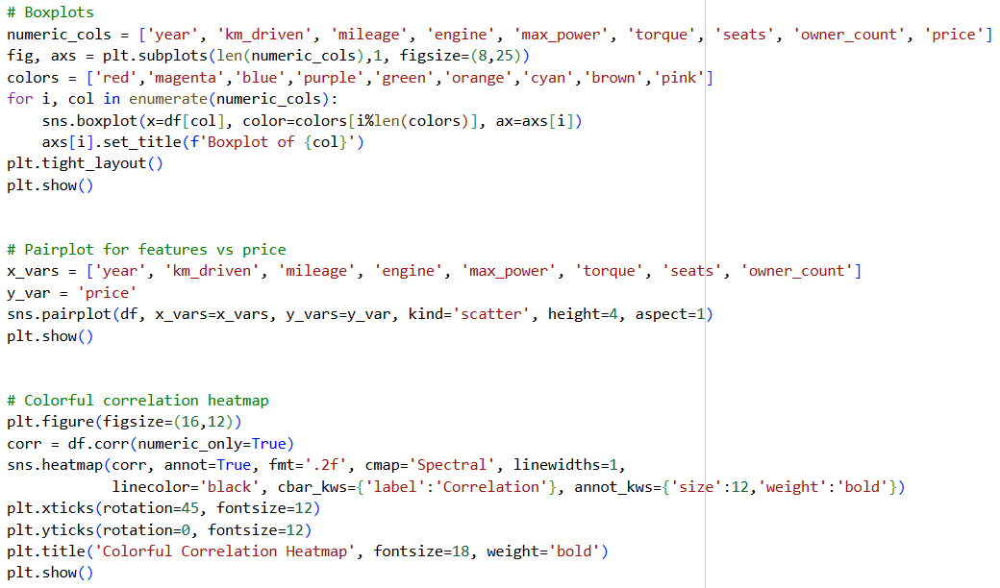 # Boxplots
numeric_cols = ['year', 'km_driven', 'mileage', 'engine', 'max_power', 'torque', 'seats', 'owner_count', 'price']
fig, axs = plt.subplots(len(numeric_cols),1, figsize=(8,25))
colors = ['red','magenta','blue','purple','green','orange','cyan','brown','pink']
for i, col in enumerate(numeric_cols):
    sns.boxplot(x=df[col], color=colors[i%len(colors)], ax=axs[i])
    axs[i].set_title(f'Boxplot of {col}')
plt.tight_layout()
plt.show()
# Pairplot for features vs price
x_vars = ['year', 'km_driven', 'mileage', 'engine', 'max_power', 'torque', 'seats', 'owner_count']
y_var = 'price'
sns.pairplot(df, x_vars=x_vars, y_vars=y_var, kind='scatter', height=4, aspect=1)
plt.show()
# Colorful correlation heatmap
plt.figure(figsize=(16,12))
corr = df.corr(numeric_only=True)
sns.heatmap(corr, annot=True, fmt='.2f', cmap='Spectral', linewidths=1,
            linecolor='black', cbar_kws={'label':'Correlation'}, annot_kws={'size':12,'weight':'bold'})
plt.xticks(rotation=45, fontsize=12)
plt.yticks(rotation=0, fontsize=12)
plt.title('Colorful Correlation Heatmap', fontsize=18, weight='bold')
plt.show()